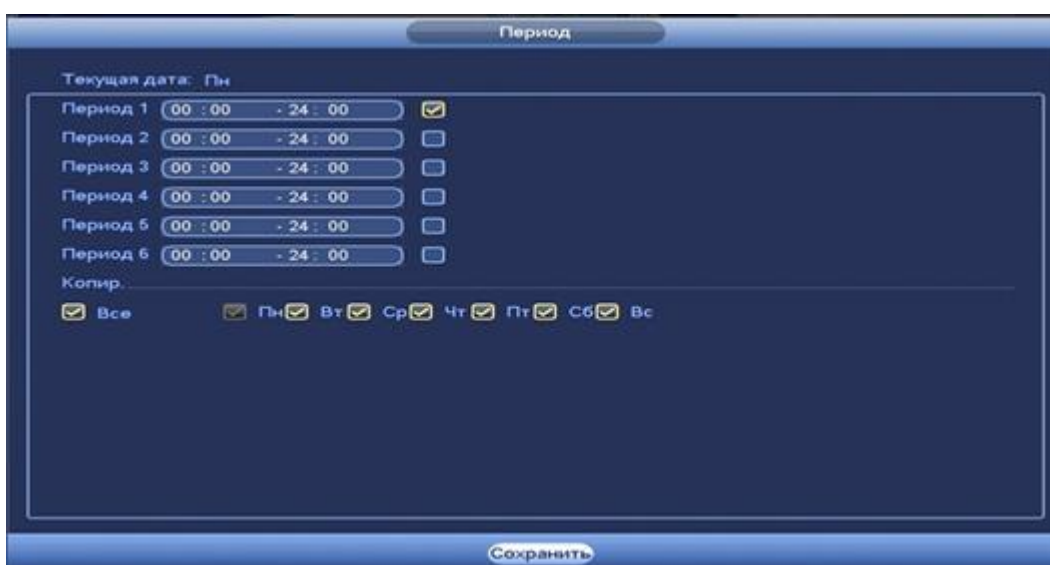 Период
Текущая дата: Пн
Период 1 00 : 00 - 24 : 00
Период 2 00 : 00 - 24 : 00
Период 3 00 : 00 - 24 : 00
Период 4 00 : 00 - 24 : 00
Период 5 00 : 00 - 24 : 00
Период 6 00 : 00 - 24 : 00
Копир.
Все Пн Вт Ср Чт Пт Сб Вс
Сохранить